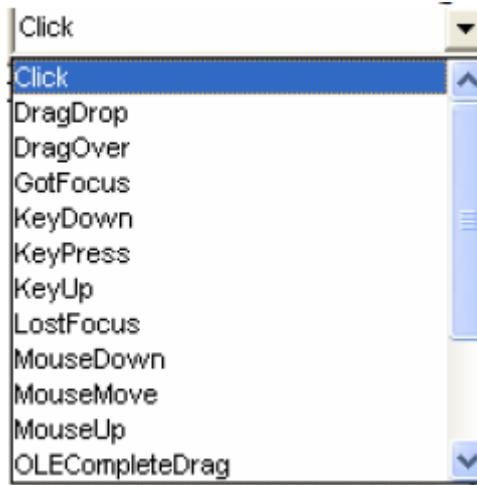 Click
Click
DragDrop
DragOver
GotFocus
KeyDown
KeyPress
KeyUp
LostFocus
MouseDown
MouseMove
MouseUp
OLECompleteDrag